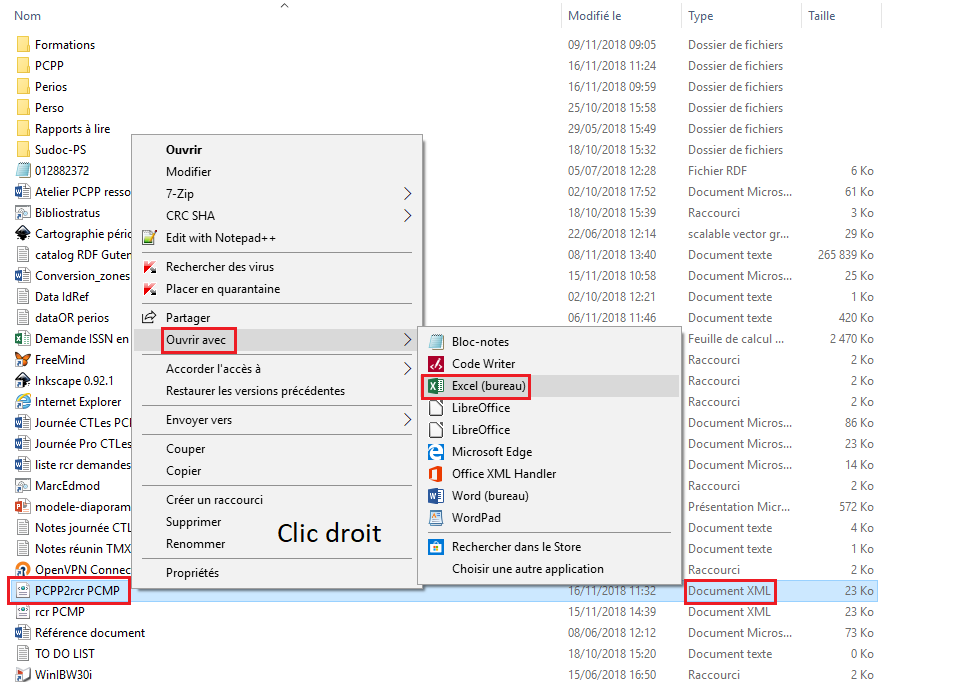 Nom Modifié le Type Taille
Formations 09/11/2018 09:05 Dossier de fichiers
PCPP 16/11/2018 11:24 Dossier de fichiers
Perios 16/11/2018 09:59 Dossier de fichiers
Perso 25/10/2018 15:58 Dossier de fichiers
Rapports à lire 29/05/2018 15:49 Dossier de fichiers
Sudoc-PS 18/10/2018 15:32 Dossier de fichiers
012882372 05/07/2018 12:28 Fichier RDF 6 Ko
Atelier PCPP resso 02/10/2018 17:52 Document Micros... 61 Ko
Bibliostratus 18/10/2018 15:39 Raccourci 3 Ko
Cartographie péric 22/06/2018 12:14 scalable vector gr... 29 Ko
catalog RDF Guten 08/11/2018 13:40 Document texte 265 839 Ko
Conversion_zones 15/11/2018 10:58 Document Micros... 25 Ko
Data IdRef 02/10/2018 12:21 Document texte 1 Ko
dataOR perios 06/11/2018 11:46 Document texte 420 Ko
Demande ISSN en Feuille de calcul ... 2 470 Ko
FreeMind Raccourci 2 Ko
Inkscape 0.92.1 Raccourci 2 Ko
Internet Explorer Raccourci 2 Ko
Journée CTLes PCI Document Micros... 86 Ko
Journée Pro CTLes Document Micros... 23 Ko
liste rcr demandes Document Micros... 14 Ko
MarcEdmod Raccourci 2 Ko
modele-diaporam Présentation Micr... 572 Ko
Notes journée CTL Document texte 4 Ko
Notes réunin TMX Document texte 1 Ko
OpenVPN Connec Raccourci 2 Ko
PCPP2rcr PCMP 16/11/2018 11:32 Document XML 23 Ko
rcr PCMP 15/11/2018 14:39 Document XML 23 Ko
Référence document 08/06/2018 12:12 Document Micros... 73 Ko
TO DO LIST 18/10/2018 15:20 Document texte 0 Ko
WinIBW30i 15/06/2018 16:50 Raccourci 2 Ko
Ouvrir
Modifier
7-Zip
CRC SHA
Edit with Notepad++
Rechercher des virus
Placer en quarantaine
Partager
Ouvrir avec
Accorder l'accès à
Restaurer les versions précédentes
Envoyer vers
Couper
Copier
Créer un raccourci
Supprimer
Renommer
Propriétés
Clic droit
Bloc-notes
Code Writer
Excel (bureau)
LibreOffice
LibreOffice
Microsoft Edge
Office XML Handler
Word (bureau)
WordPad
Rechercher dans le Store
Choisir une autre application